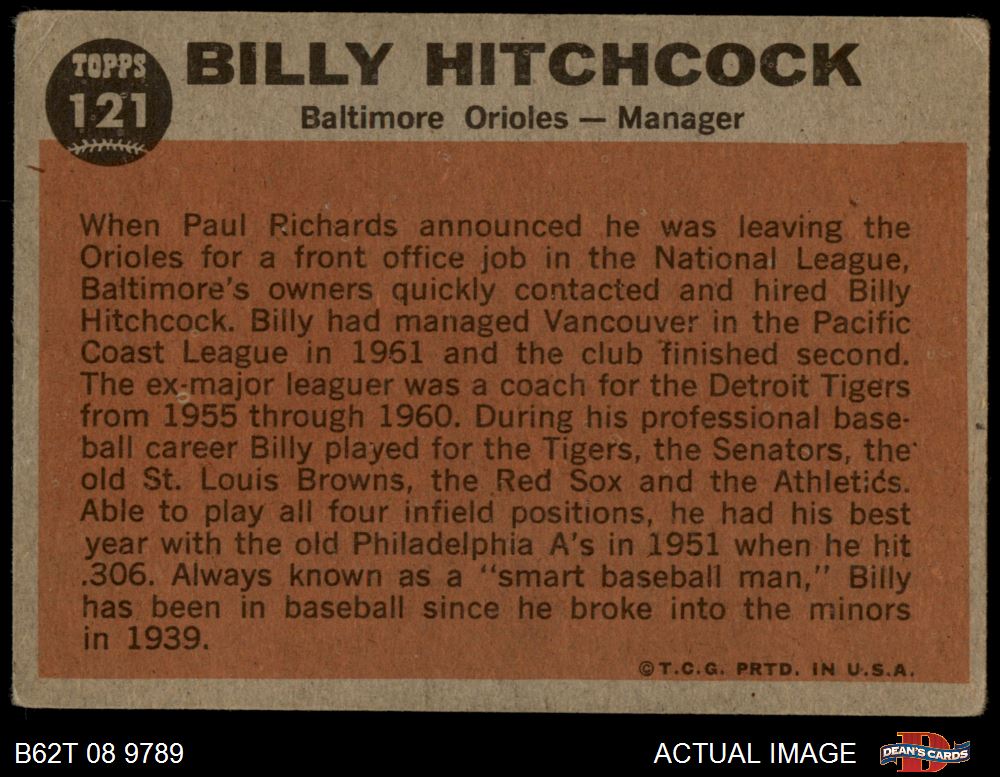 TOPPS
121
BILLY HITCHCOCK
Baltimore Orioles — Manager
When Paul Richards announced he was leaving the
Orioles for a front office job in the National League,
Baltimore's owners quickly contacted and hired Billy
Hitchcock. Billy had managed Vancouver in the Pacific
Coast League in 1961 and the club finished second.
The ex-major leaguer was a coach for the Detroit Tigers
from 1955 through 1960. During his professional base-
ball career Billy played for the Tigers, the Senators, the
old St. Louis Browns, the Red Sox and the Athletics.
Able to play all four infield positions, he had his best
year with the old Philadelphia A's in 1951 when he hit
.306. Always known as a "smart baseball man," Billy
has been in baseball since he broke into the minors
in 1939.
©T.C.G. PRTD. IN U.S.A.
B62T 08 9789
ACTUAL IMAGE
D
DEAN'S CARDS